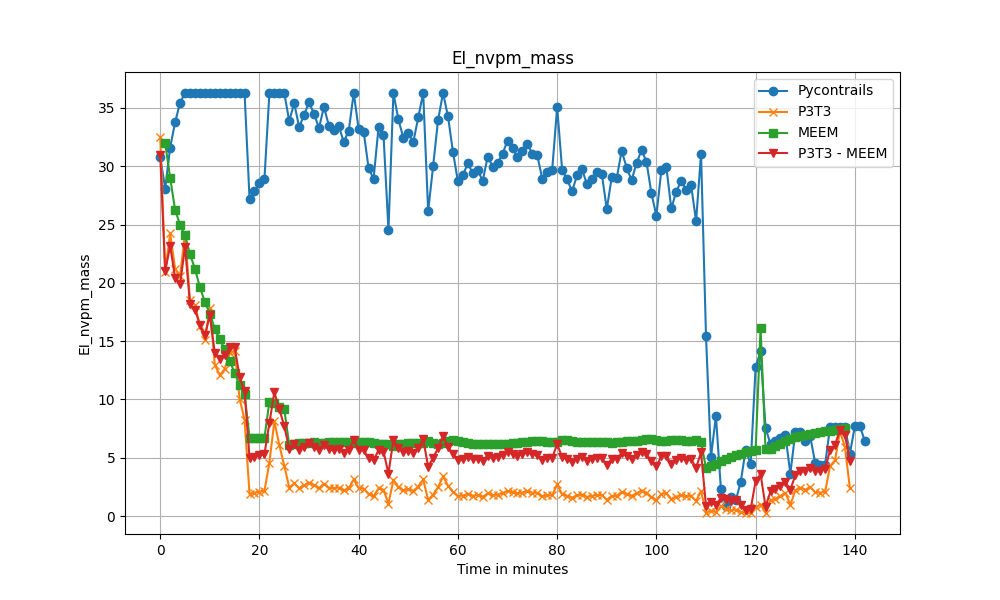 EI_nvpm_mass
Pycontrails
P3T3
MEEM
P3T3 - MEEM
EI_nvpm_mass
35
30
25
20
15
10
5
0
0 20 40 60 80 100 120 140
Time in minutes